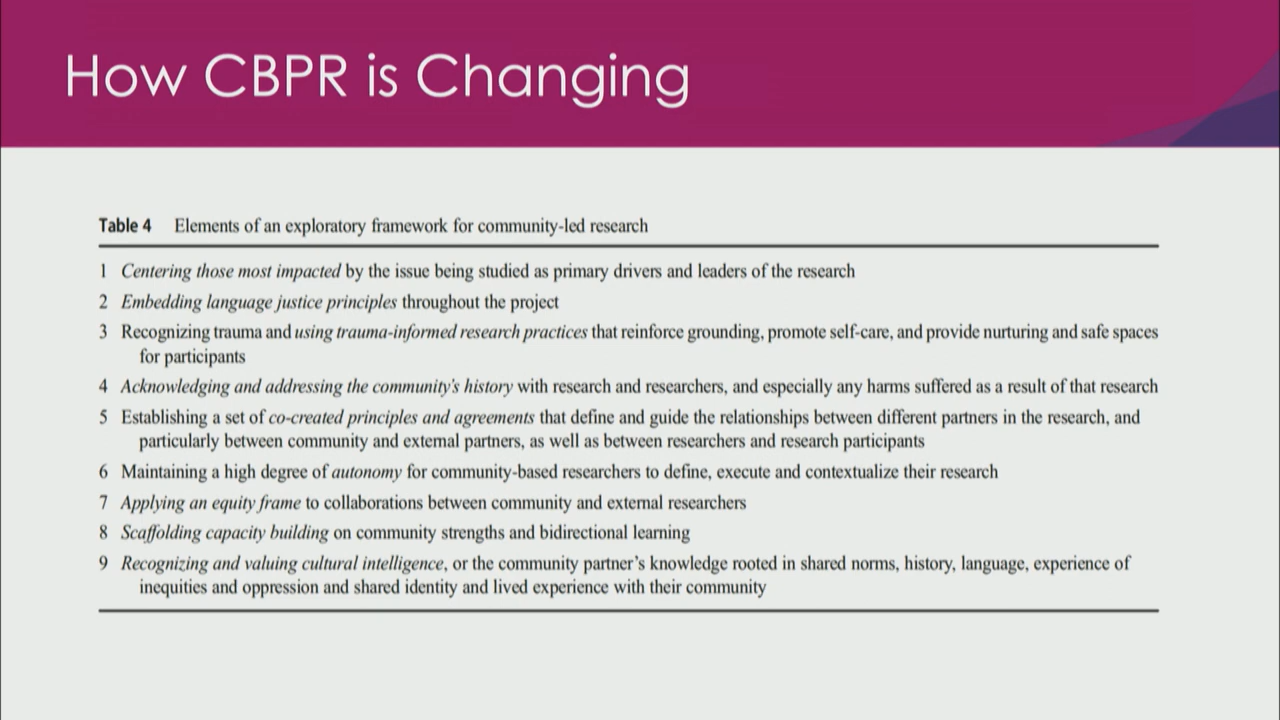 How CBPR is Changing
Table 4 Elements of an exploratory framework for community-led research
1 Centering those most impacted by the issue being studied as primary drivers and leaders of the research
2 Embedding language justice principles throughout the project
3 Recognizing trauma and using trauma-informed research practices that reinforce grounding, promote self-care, and provide nurturing and safe spaces
for participants
4 Acknowledging and addressing the community's history with research and researchers, and especially any harms suffered as a result of that research
5 Establishing a set of co-created principles and agreements that define and guide the relationships between different partners in the research, and
particularly between community and external partners, as well as between researchers and research participants
6 Maintaining a high degree of autonomy for community-based researchers to define, execute and contextualize their research
7 Applying an equity frame to collaborations between community and external researchers
8 Scaffolding capacity building on community strengths and bidirectional learning
9 Recognizing and valuing cultural intelligence, or the community partner's knowledge rooted in shared norms, history, language, experience of
inequities and oppression and shared identity and lived experience with their community